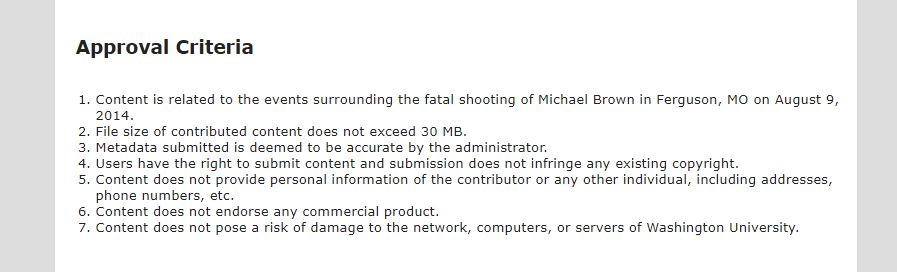 Approval Criteria
1. Content is related to the events surrounding the fatal shooting of Michael Brown in Ferguson, MO on August 9,
2014.
2. File size of contributed content does not exceed 30 MB.
3. Metadata submitted is deemed to be accurate by the administrator.
4. Users have the right to submit content and submission does not infringe any existing copyright.
5. Content does not provide personal information of the contributor or any other individual, including addresses,
phone numbers, etc.
6. Content does not endorse any commercial product.
7. Content does not pose a risk of damage to the network, computers, or servers of Washington University.